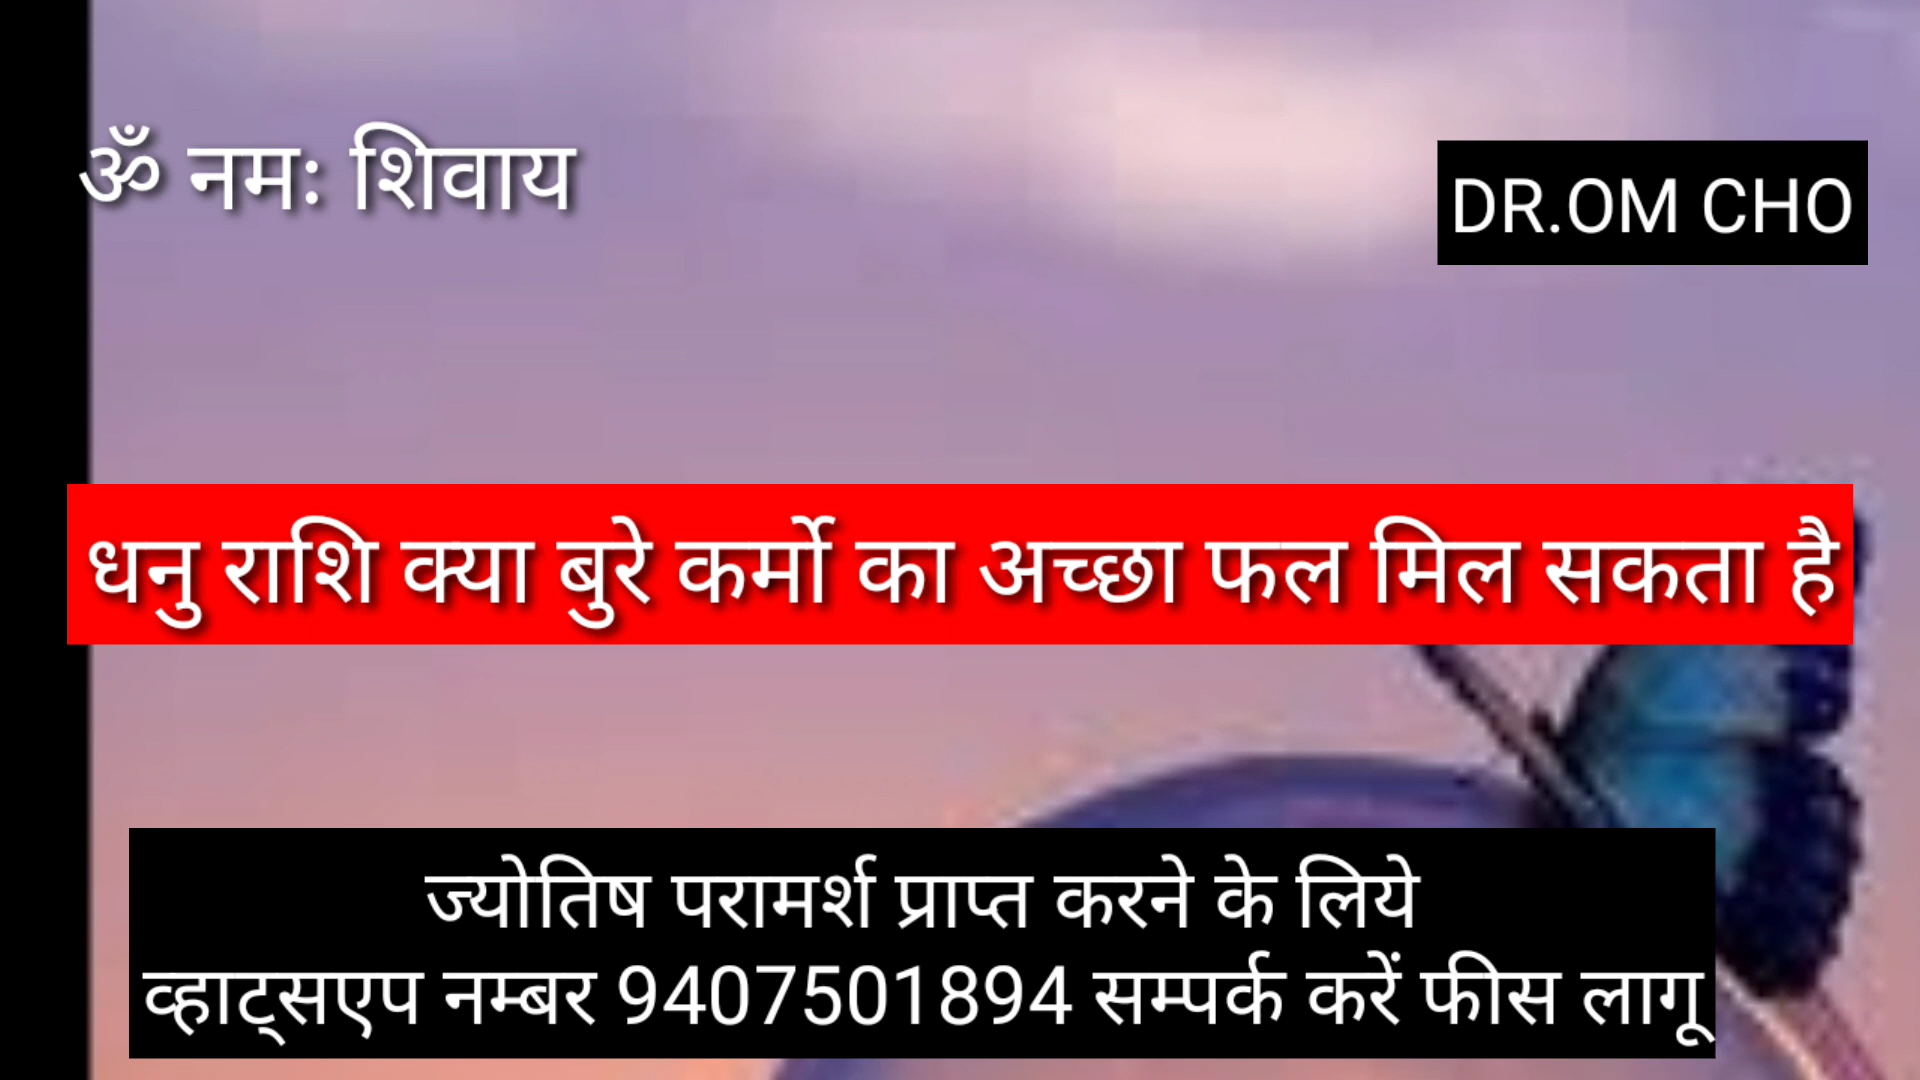 ॐ नमः शिवाय
DR.OM CHO
धनु राशि क्या बुरे कर्मो का अच्छा फल मिल सकता है
ज्योतिष परामर्श प्राप्त करने के लिये
व्हाट्सएप नम्बर 9407501894 सम्पर्क करें फीस लागू